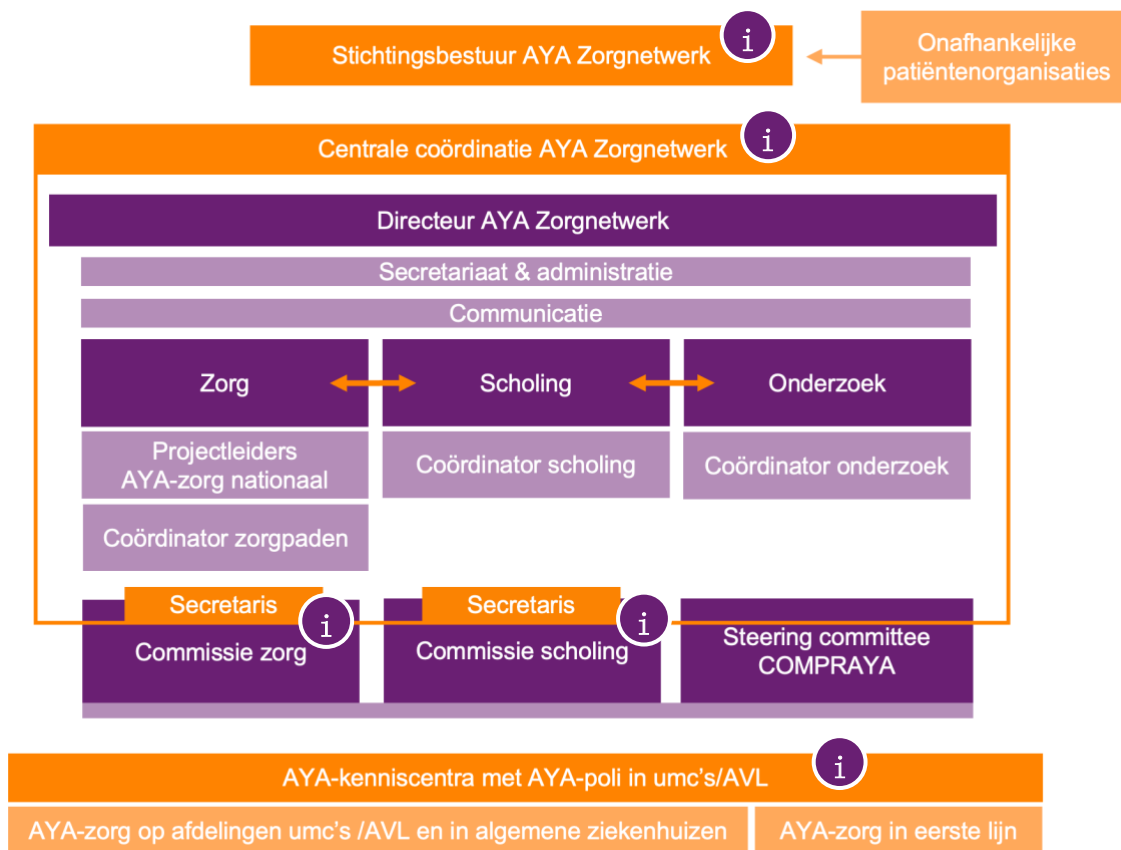 Stichtingsbestuur AYA Zorgnetwerk
i
Onafhankelijke
patiëntenorganisaties
Centrale coördinatie AYA Zorgnetwerk
i
Directeur AYA Zorgnetwerk
Secretariaat & administratie
Communicatie
Zorg
Scholing
Onderzoek
Projectleiders
AYA-zorg nationaal
Coördinator scholing
Coördinator onderzoek
Coördinator zorgpaden
Secretaris
i
Commissie zorg
Secretaris
i
Commissie scholing
Steering committee
COMPRAYA
AYA-kenniscentra met AYA-poli in umc's/AVL
i
AYA-zorg op afdelingen umc's /AVL en in algemene ziekenhuizen
AYA-zorg in eerste lijn